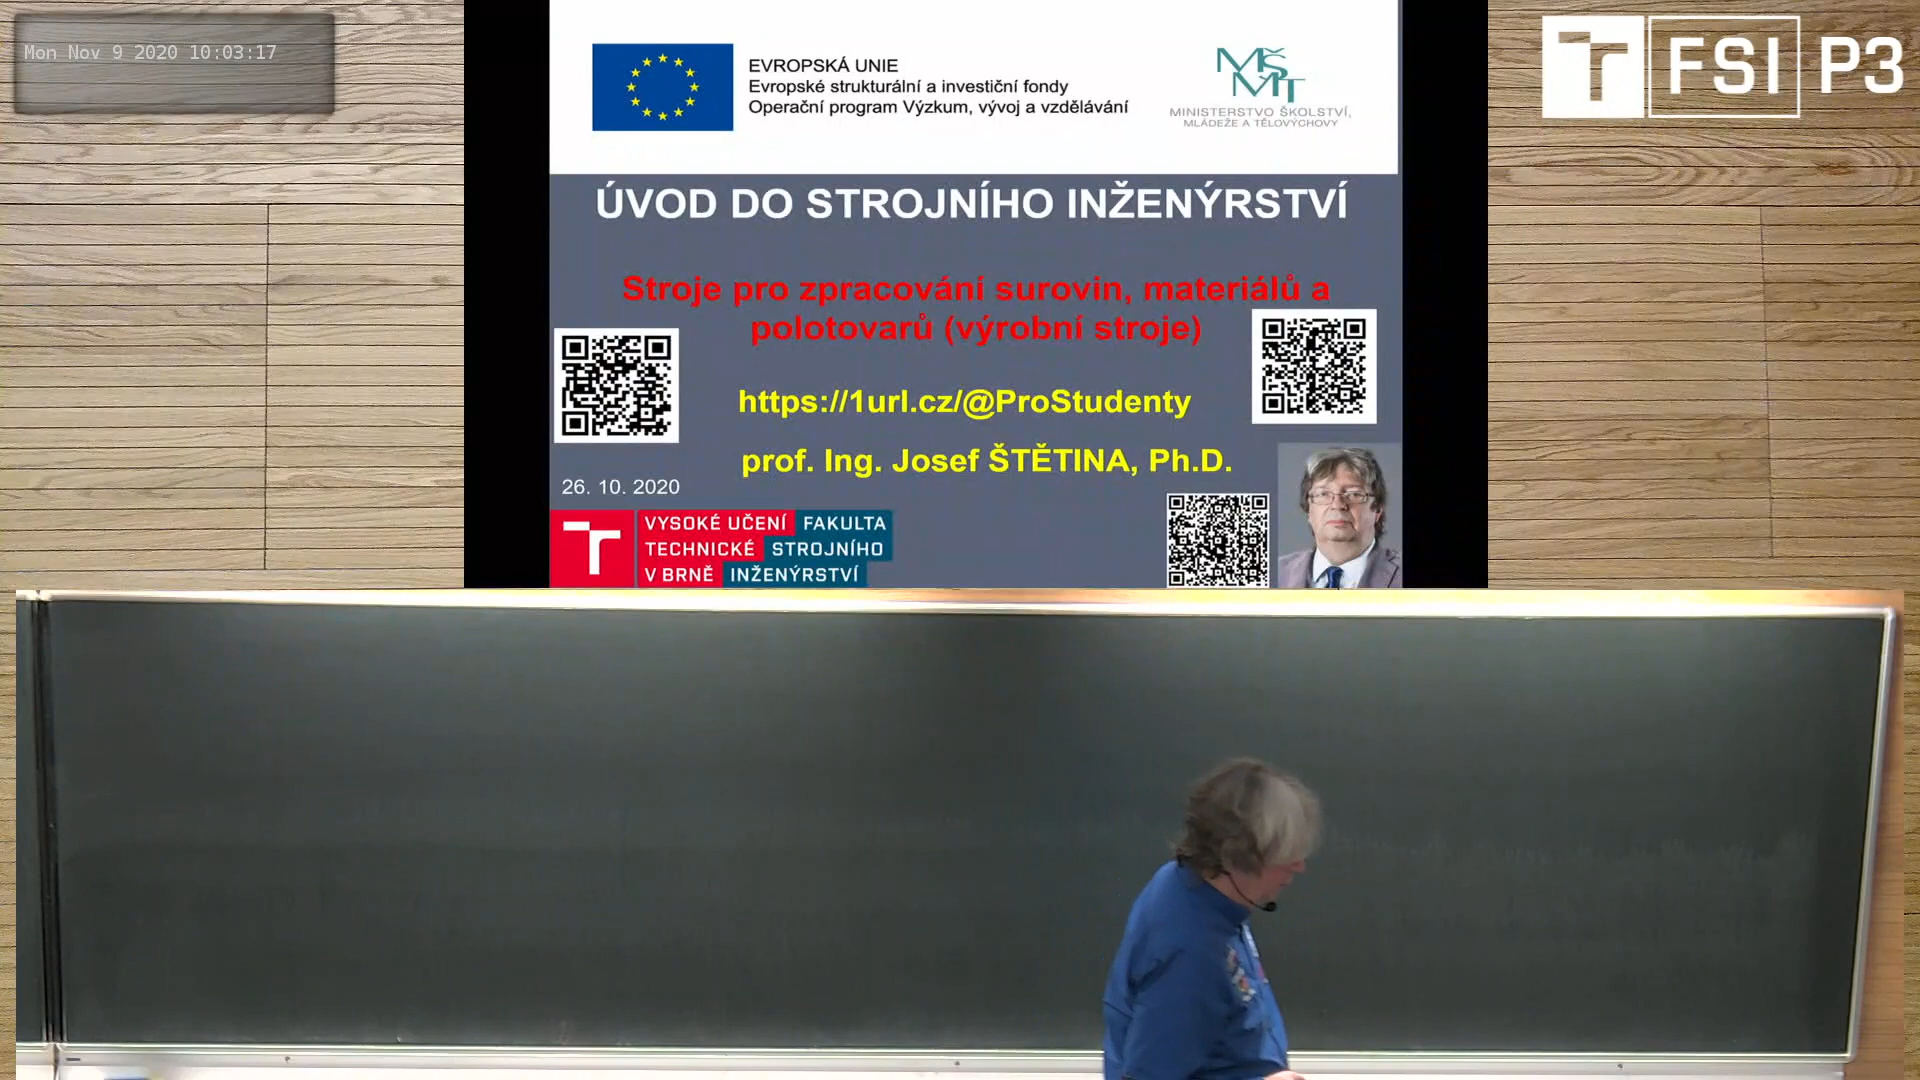 Mon Nov 9 2020 10:03:17
EVROPSKÁ UNIE
Evropské strukturální a investiční fondy
Operační program Výzkum, vývoj a vzdělávání
MŠMT
MINISTERSTVO ŠKOLSTVÍ,
MLÁDEŽE A TĚLOVÝCHOVY
T FSI P3
ÚVOD DO STROJNÍHO INŽENÝRSTVÍ
Stroje pro zpracování surovin, materiálů a
polotovarů (výrobní stroje)
https://1url.cz/@ProStudenty
prof. Ing. Josef ŠTĚTINA, Ph.D.
26. 10. 2020
T
VYSOKÉ UČENÍ FAKULTA
TECHNICKÉ STROJNÍHO
V BRNĚ INŽENÝRSTVÍ